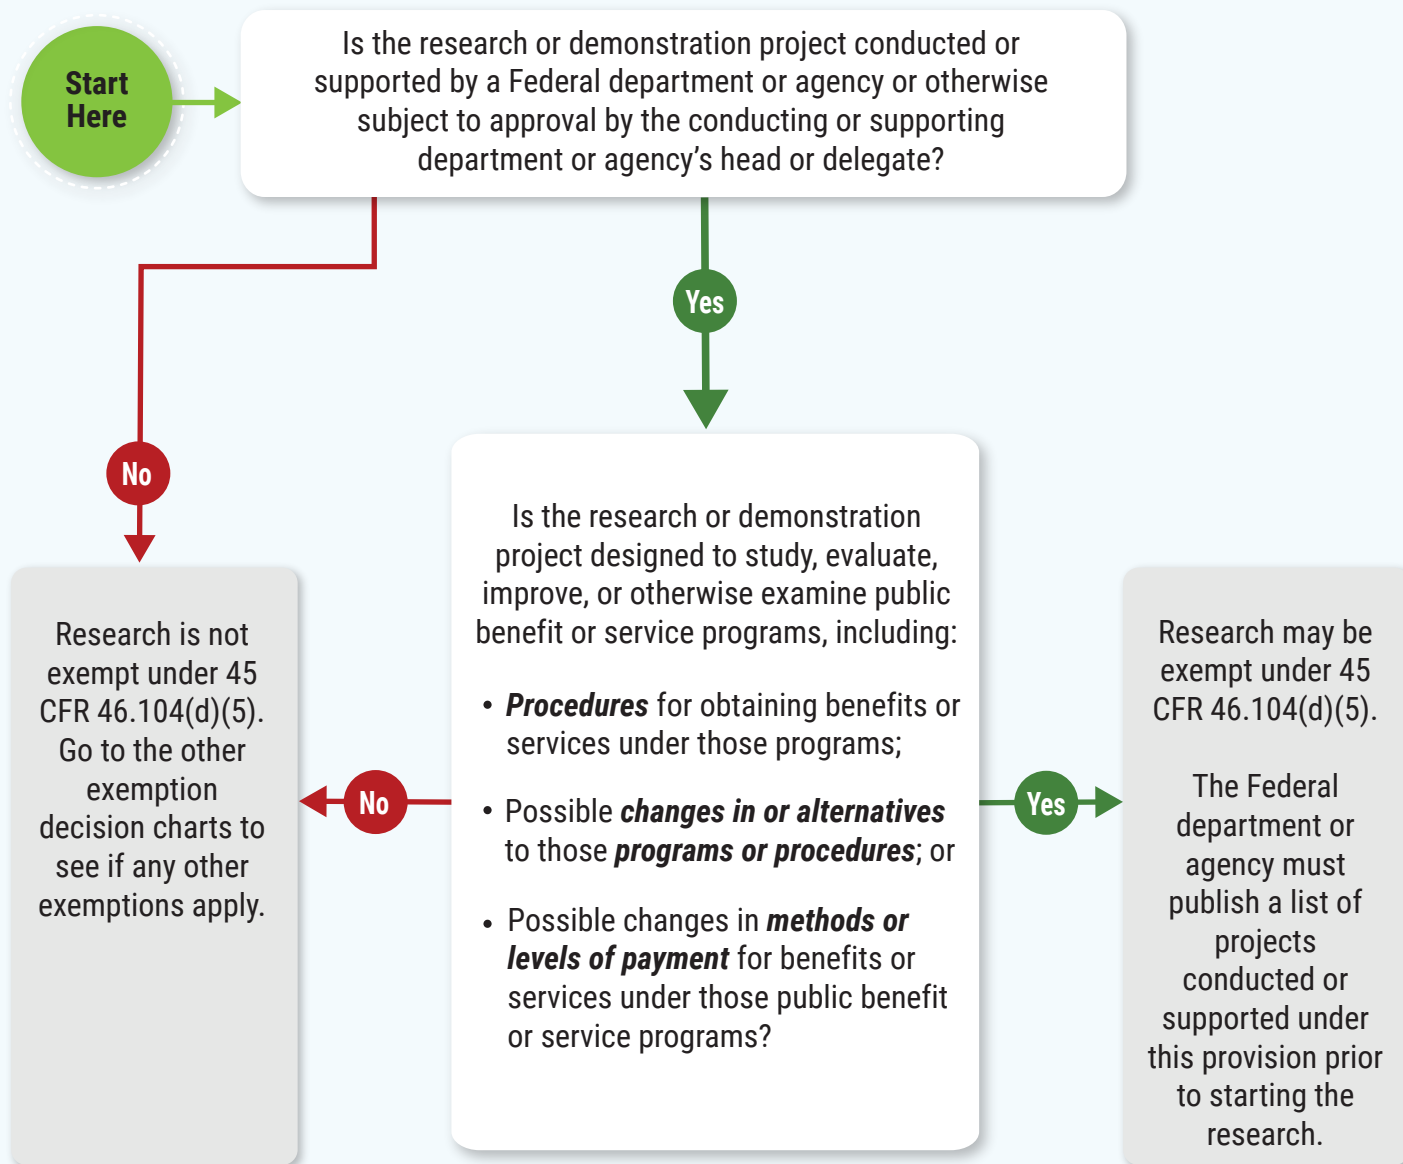 Start
Here
Is the research or demonstration project conducted or
supported by a Federal department or agency or otherwise
subject to approval by the conducting or supporting
department or agency’s head or delegate?
Yes
No
Is the research or demonstration
project designed to study, evaluate,
improve, or otherwise examine public
benefit or service programs, including:
• Procedures for obtaining benefits or
services under those programs;
• Possible changes in or alternatives
to those programs or procedures; or
• Possible changes in methods or
levels of payment for benefits or
services under those public benefit
or service programs?
No
Yes
Research is not
exempt under 45
CFR 46.104(d)(5).
Go to the other
exemption
decision charts to
see if any other
exemptions apply.
Research may be
exempt under 45
CFR 46.104(d)(5).
The Federal
department or
agency must
publish a list of
projects
conducted or
supported under
this provision prior
to starting the
research.